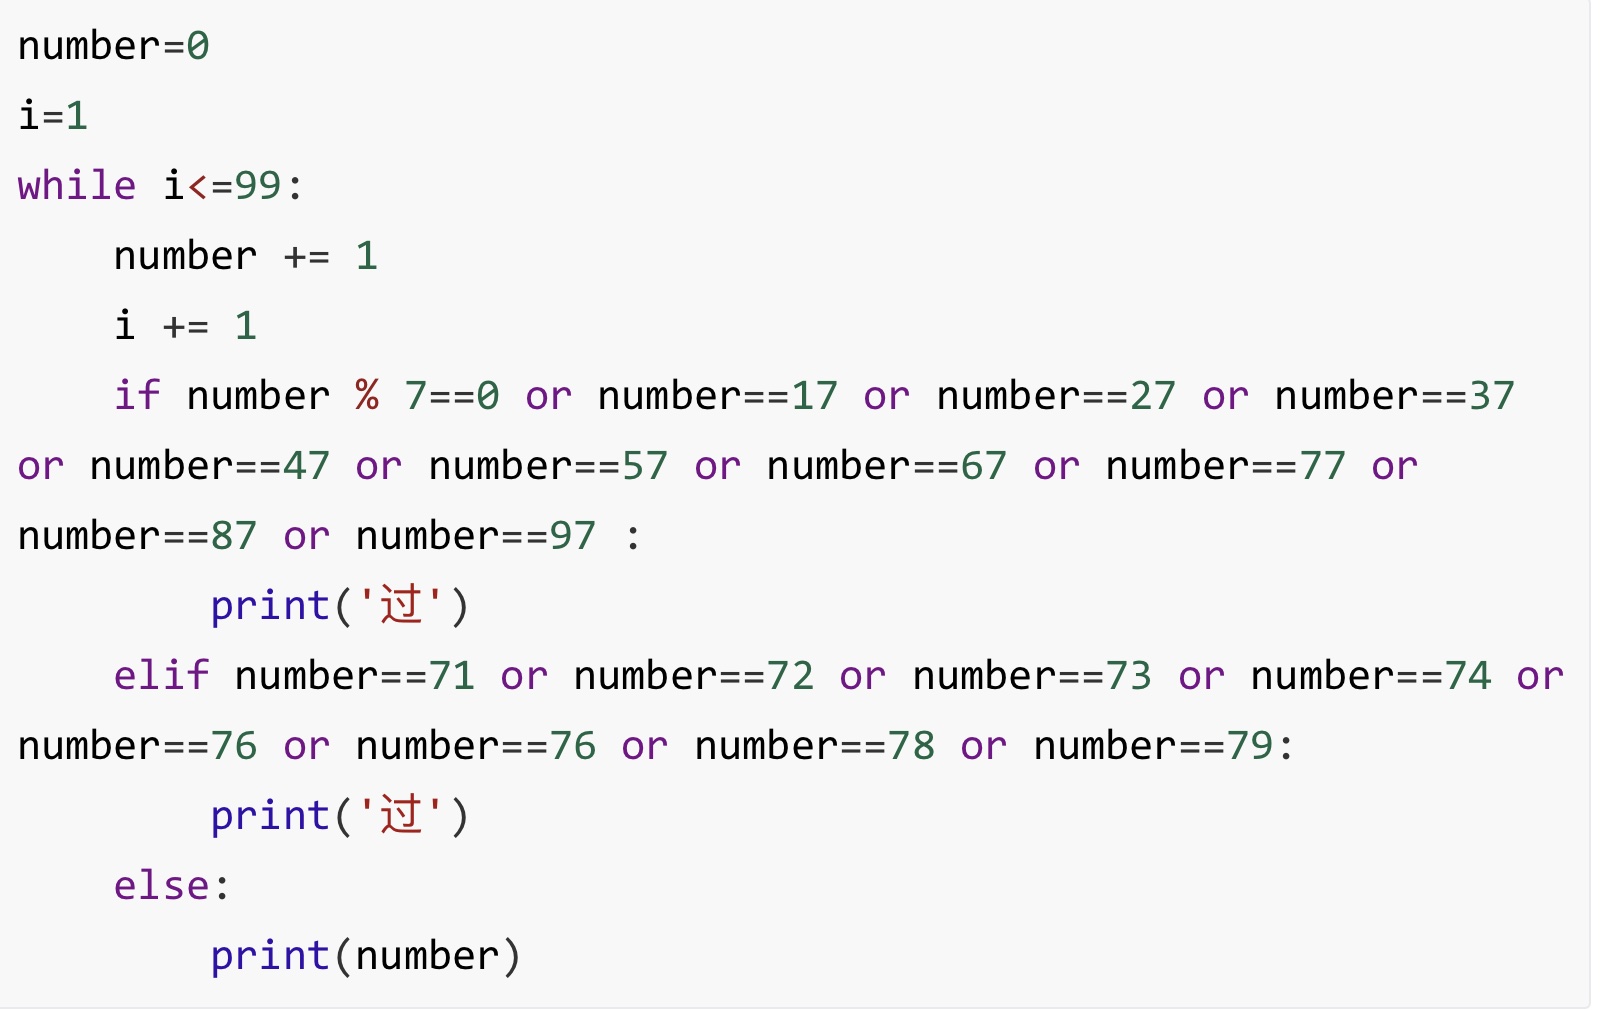 number=0
i=1
while i<=99:
    number += 1
    i += 1
    if number % 7==0 or number==17 or number==27 or number==37
or number==47 or number==57 or number==67 or number==77 or
number==87 or number==97 :
        print('过')
    elif number==71 or number==72 or number==73 or number==74 or
number==76 or number==76 or number==78 or number==79:
        print('过')
    else:
        print(number)